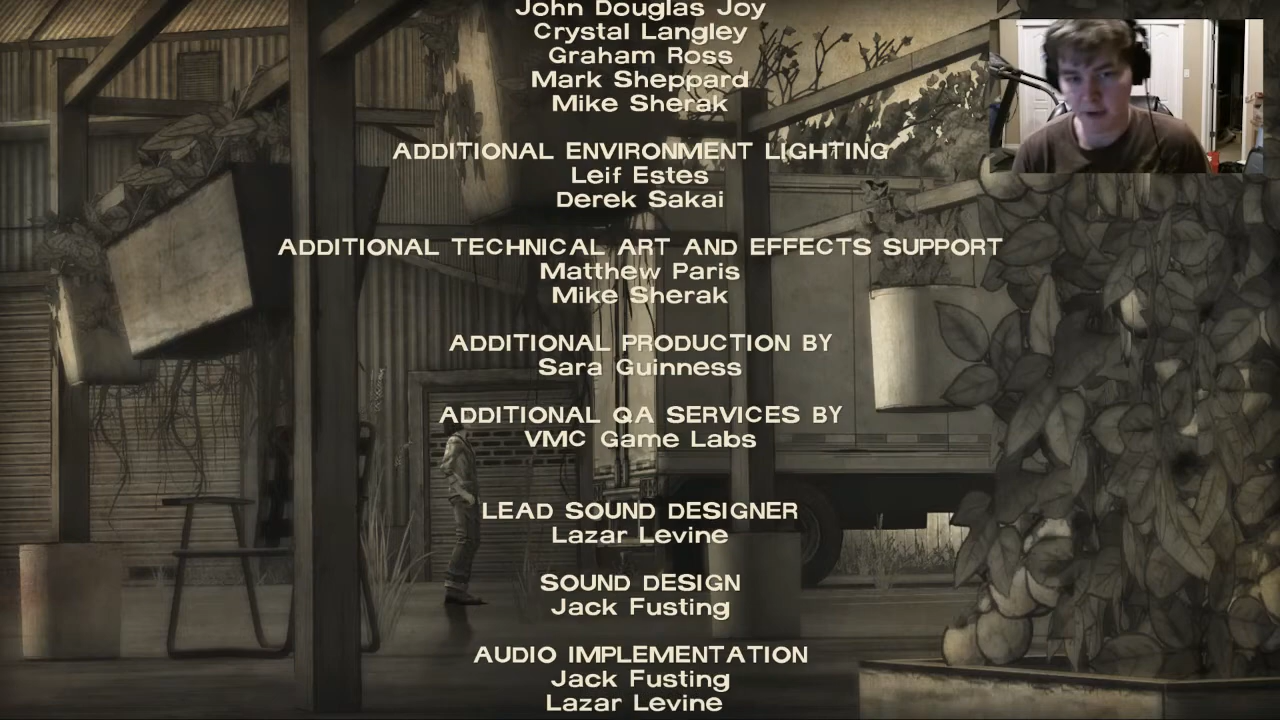 John Douglas Joy
Crystal Langley
Graham Ross
Mark Sheppard
Mike Sherak
ADDITIONAL ENVIRONMENT LIGHTING
Leif Estes
Derek Sakai
ADDITIONAL TECHNICAL ART AND EFFECTS SUPPORT
Matthew Paris
Mike Sherak
ADDITIONAL PRODUCTION BY
Sara Guinness
ADDITIONAL QA SERVICES BY
VMC Game Labs
LEAD SOUND DESIGNER
Lazar Levine
SOUND DESIGN
Jack Fusting
AUDIO IMPLEMENTATION
Jack Fusting
Lazar Levine